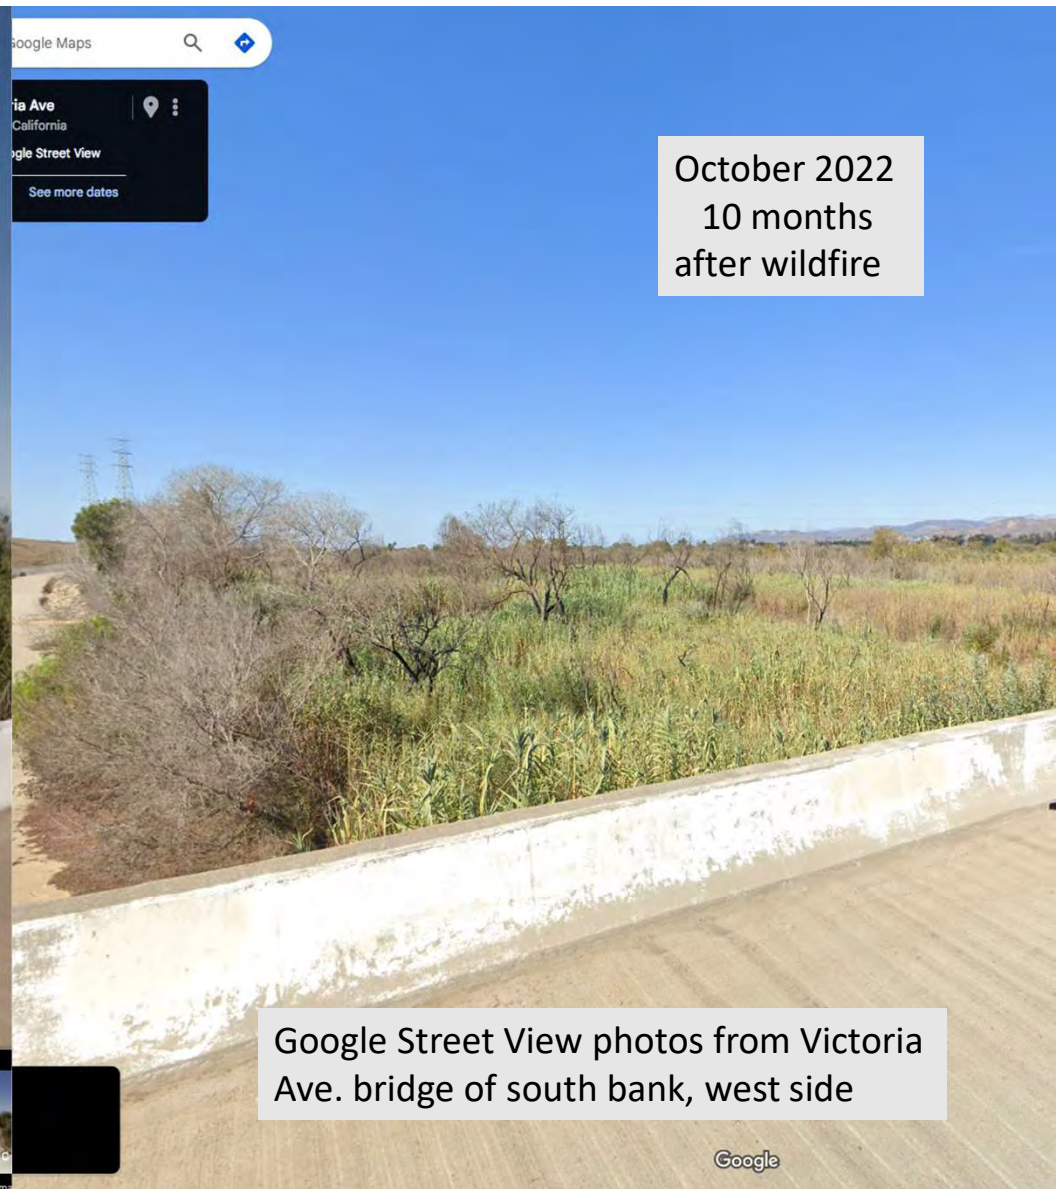 Google Maps
ia Ave
California
gle Street View
See more dates
October 2022
10 months
after wildfire
Google Street View photos from Victoria
Ave. bridge of south bank, west side
Google